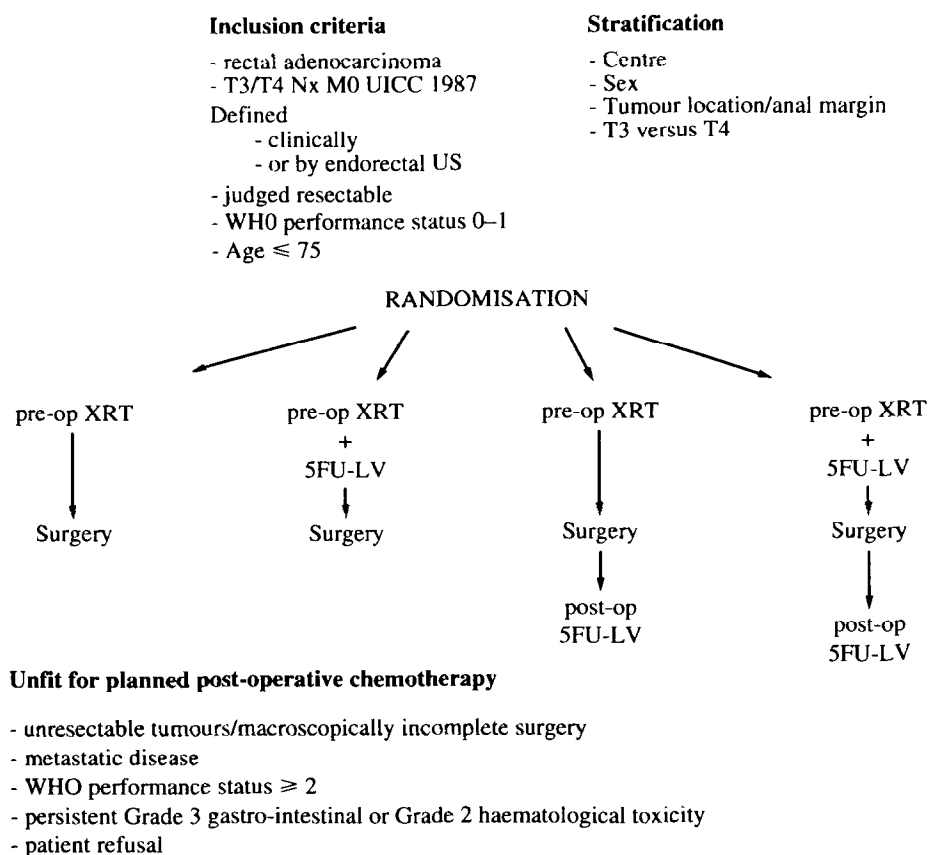 Inclusion criteria
- rectal adenocarcinoma
- T3/T4 Nx M0 UICC 1987
Defined
- clinically
- or by endorectal US
- judged resectable
- WHO performance status 0–1
- Age ⩽ 75
Stratification
- Centre
- Sex
- Tumour location/anal margin
- T3 versus T4
RANDOMISATION
pre-op XRT
Surgery
pre-op XRT
+
5FU-LV
Surgery
pre-op XRT
Surgery
post-op
5FU-LV
pre-op XRT
+
5FU-LV
Surgery
post-op
5FU-LV
Unfit for planned post-operative chemotherapy
- unresectable tumours/macroscopically incomplete surgery
- metastatic disease
- WHO performance status ⩾ 2
- persistent Grade 3 gastro-intestinal or Grade 2 haematological toxicity
- patient refusal